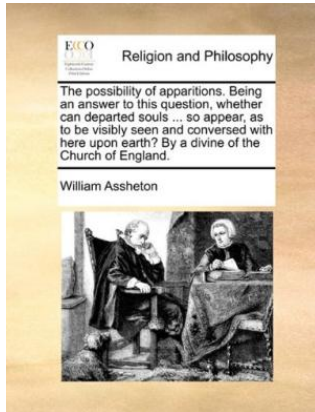 ECCO
Religion and Philosophy
The possibility of apparitions. Being
an answer to this question, whether
can departed souls ... so appear, as
to be visibly seen and conversed with
here upon earth? By a divine of the
Church of England.
William Assheton